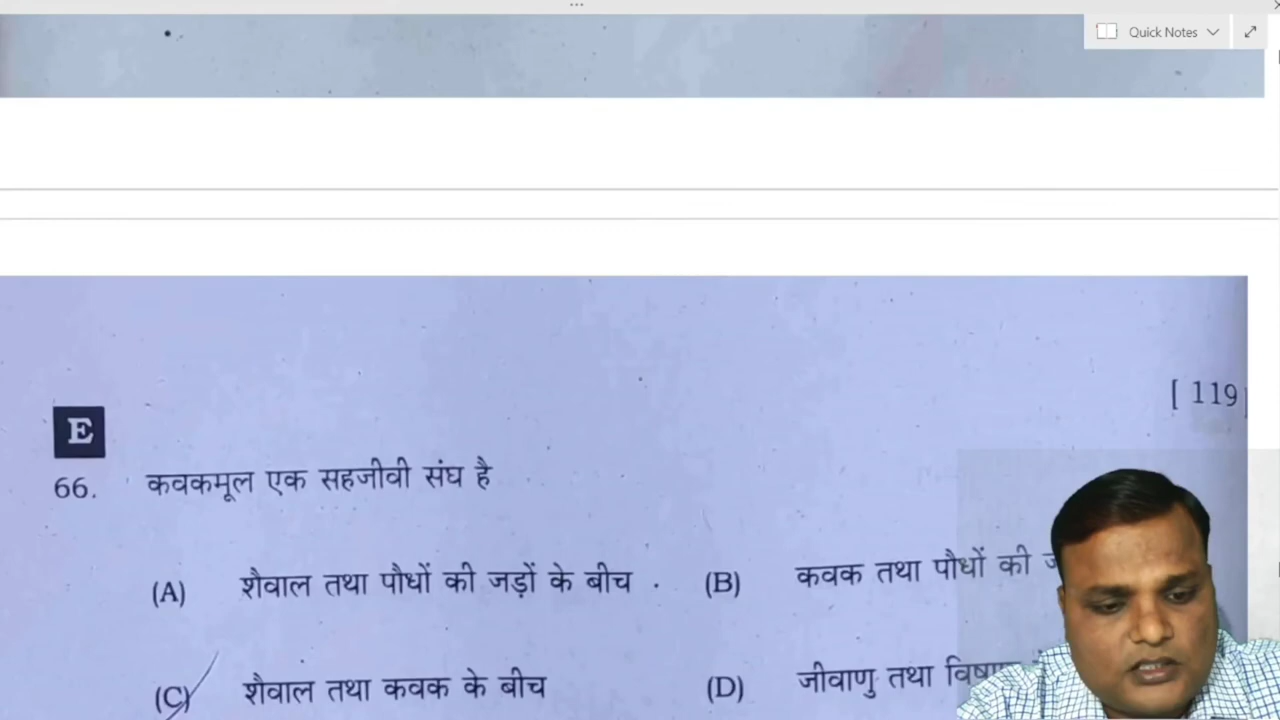 Quick Notes
[ 119
E
66. कवकमूल एक सहजीवी संघ है
(A) शैवाल तथा पौधों की जड़ों के बीच (B) कवक तथा पौधों की
(C) शैवाल तथा कवक के बीच (D) जीवाणु तथा